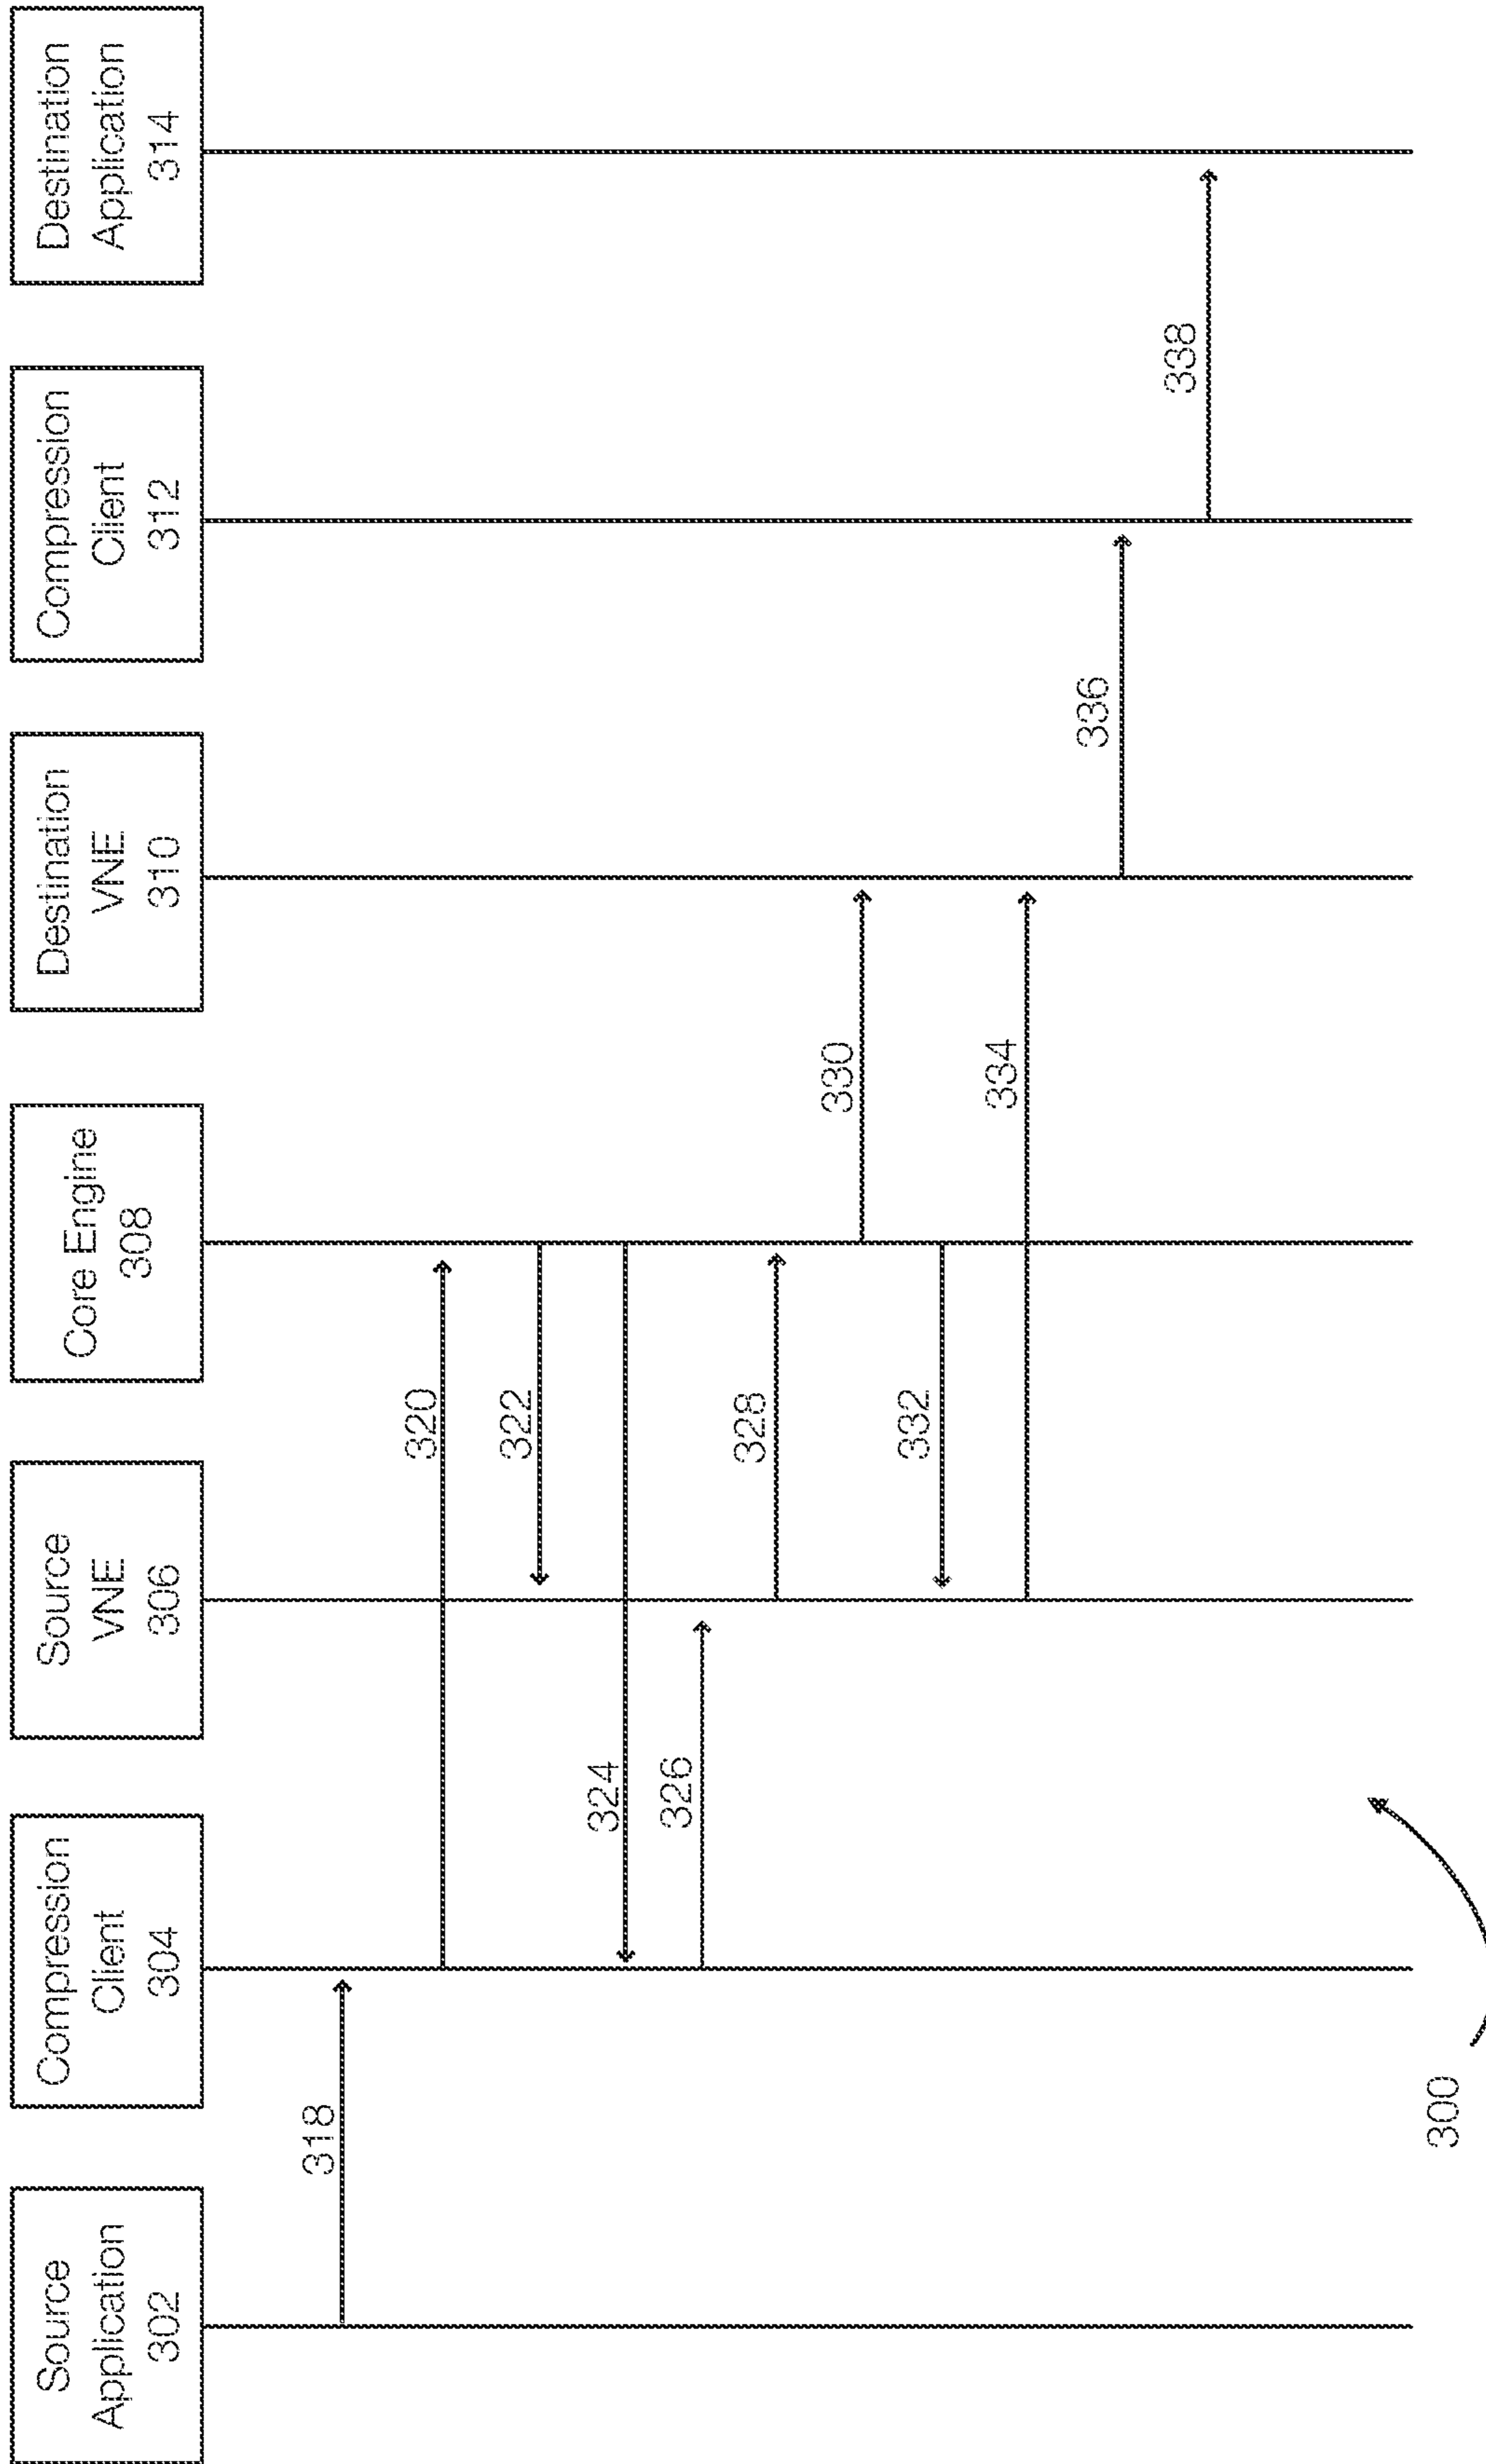 Source
Application
302
Compression
Client
304
Source
VNE
306
Core Engine
308
Destination
VNE
310
Compression
Client
312
Destination
Application
314
318
320
322
324
326
328
330
332
334
336
338
300